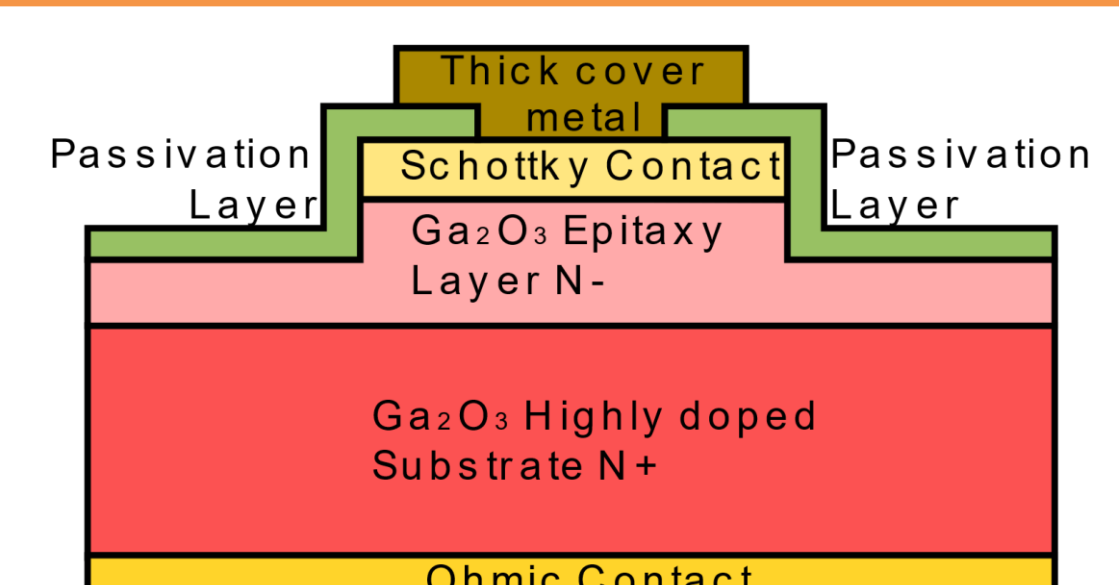 Thick cover
metal
Passivation
Layer
Schottky Contact
Passivation
Layer
Ga₂O₃ Epitaxy
Layer N-
Ga₂O₃ Highly doped
Substrate N+
Ohmic Contact